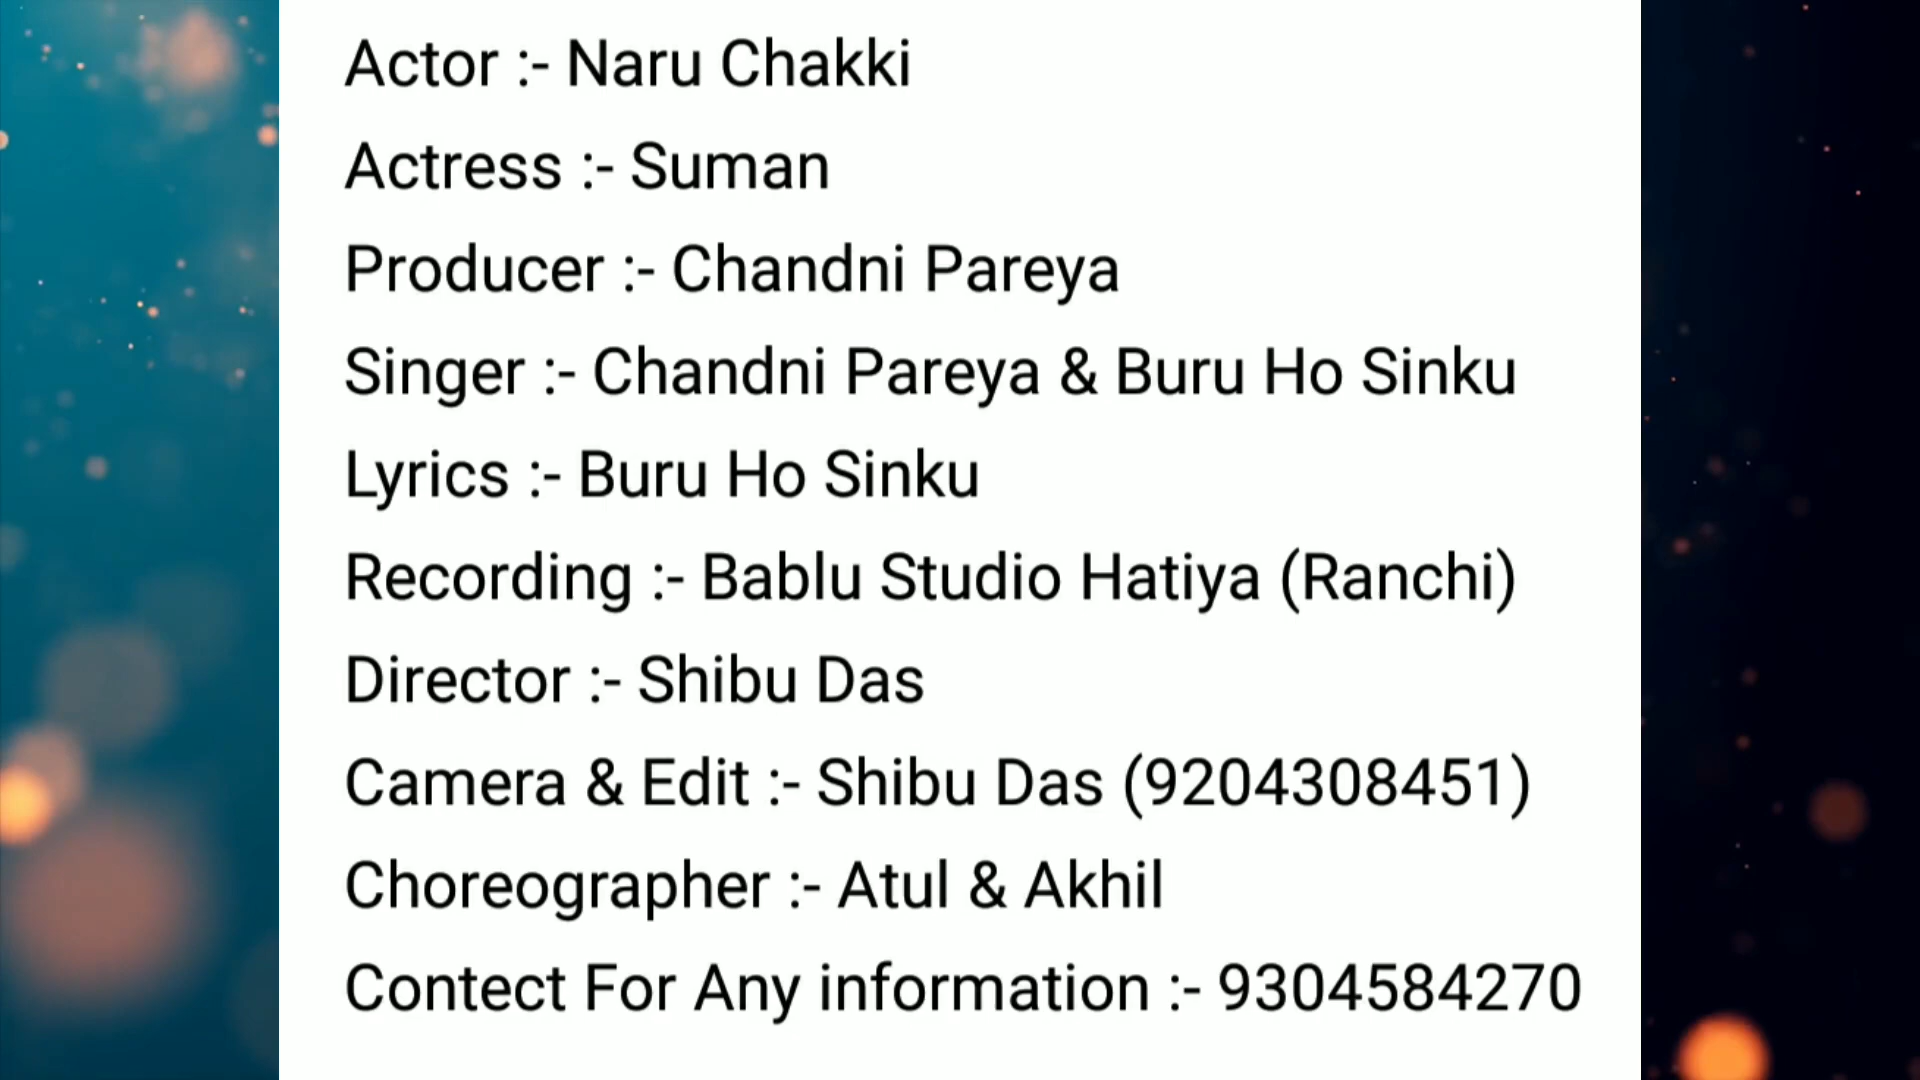 Actor :- Naru Chakki
Actress :- Suman
Producer :- Chandni Pareya
Singer :- Chandni Pareya & Buru Ho Sinku
Lyrics :- Buru Ho Sinku
Recording :- Bablu Studio Hatiya (Ranchi)
Director :- Shibu Das
Camera & Edit :- Shibu Das (9204308451)
Choreographer :- Atul & Akhil
Contect For Any information :- 9304584270